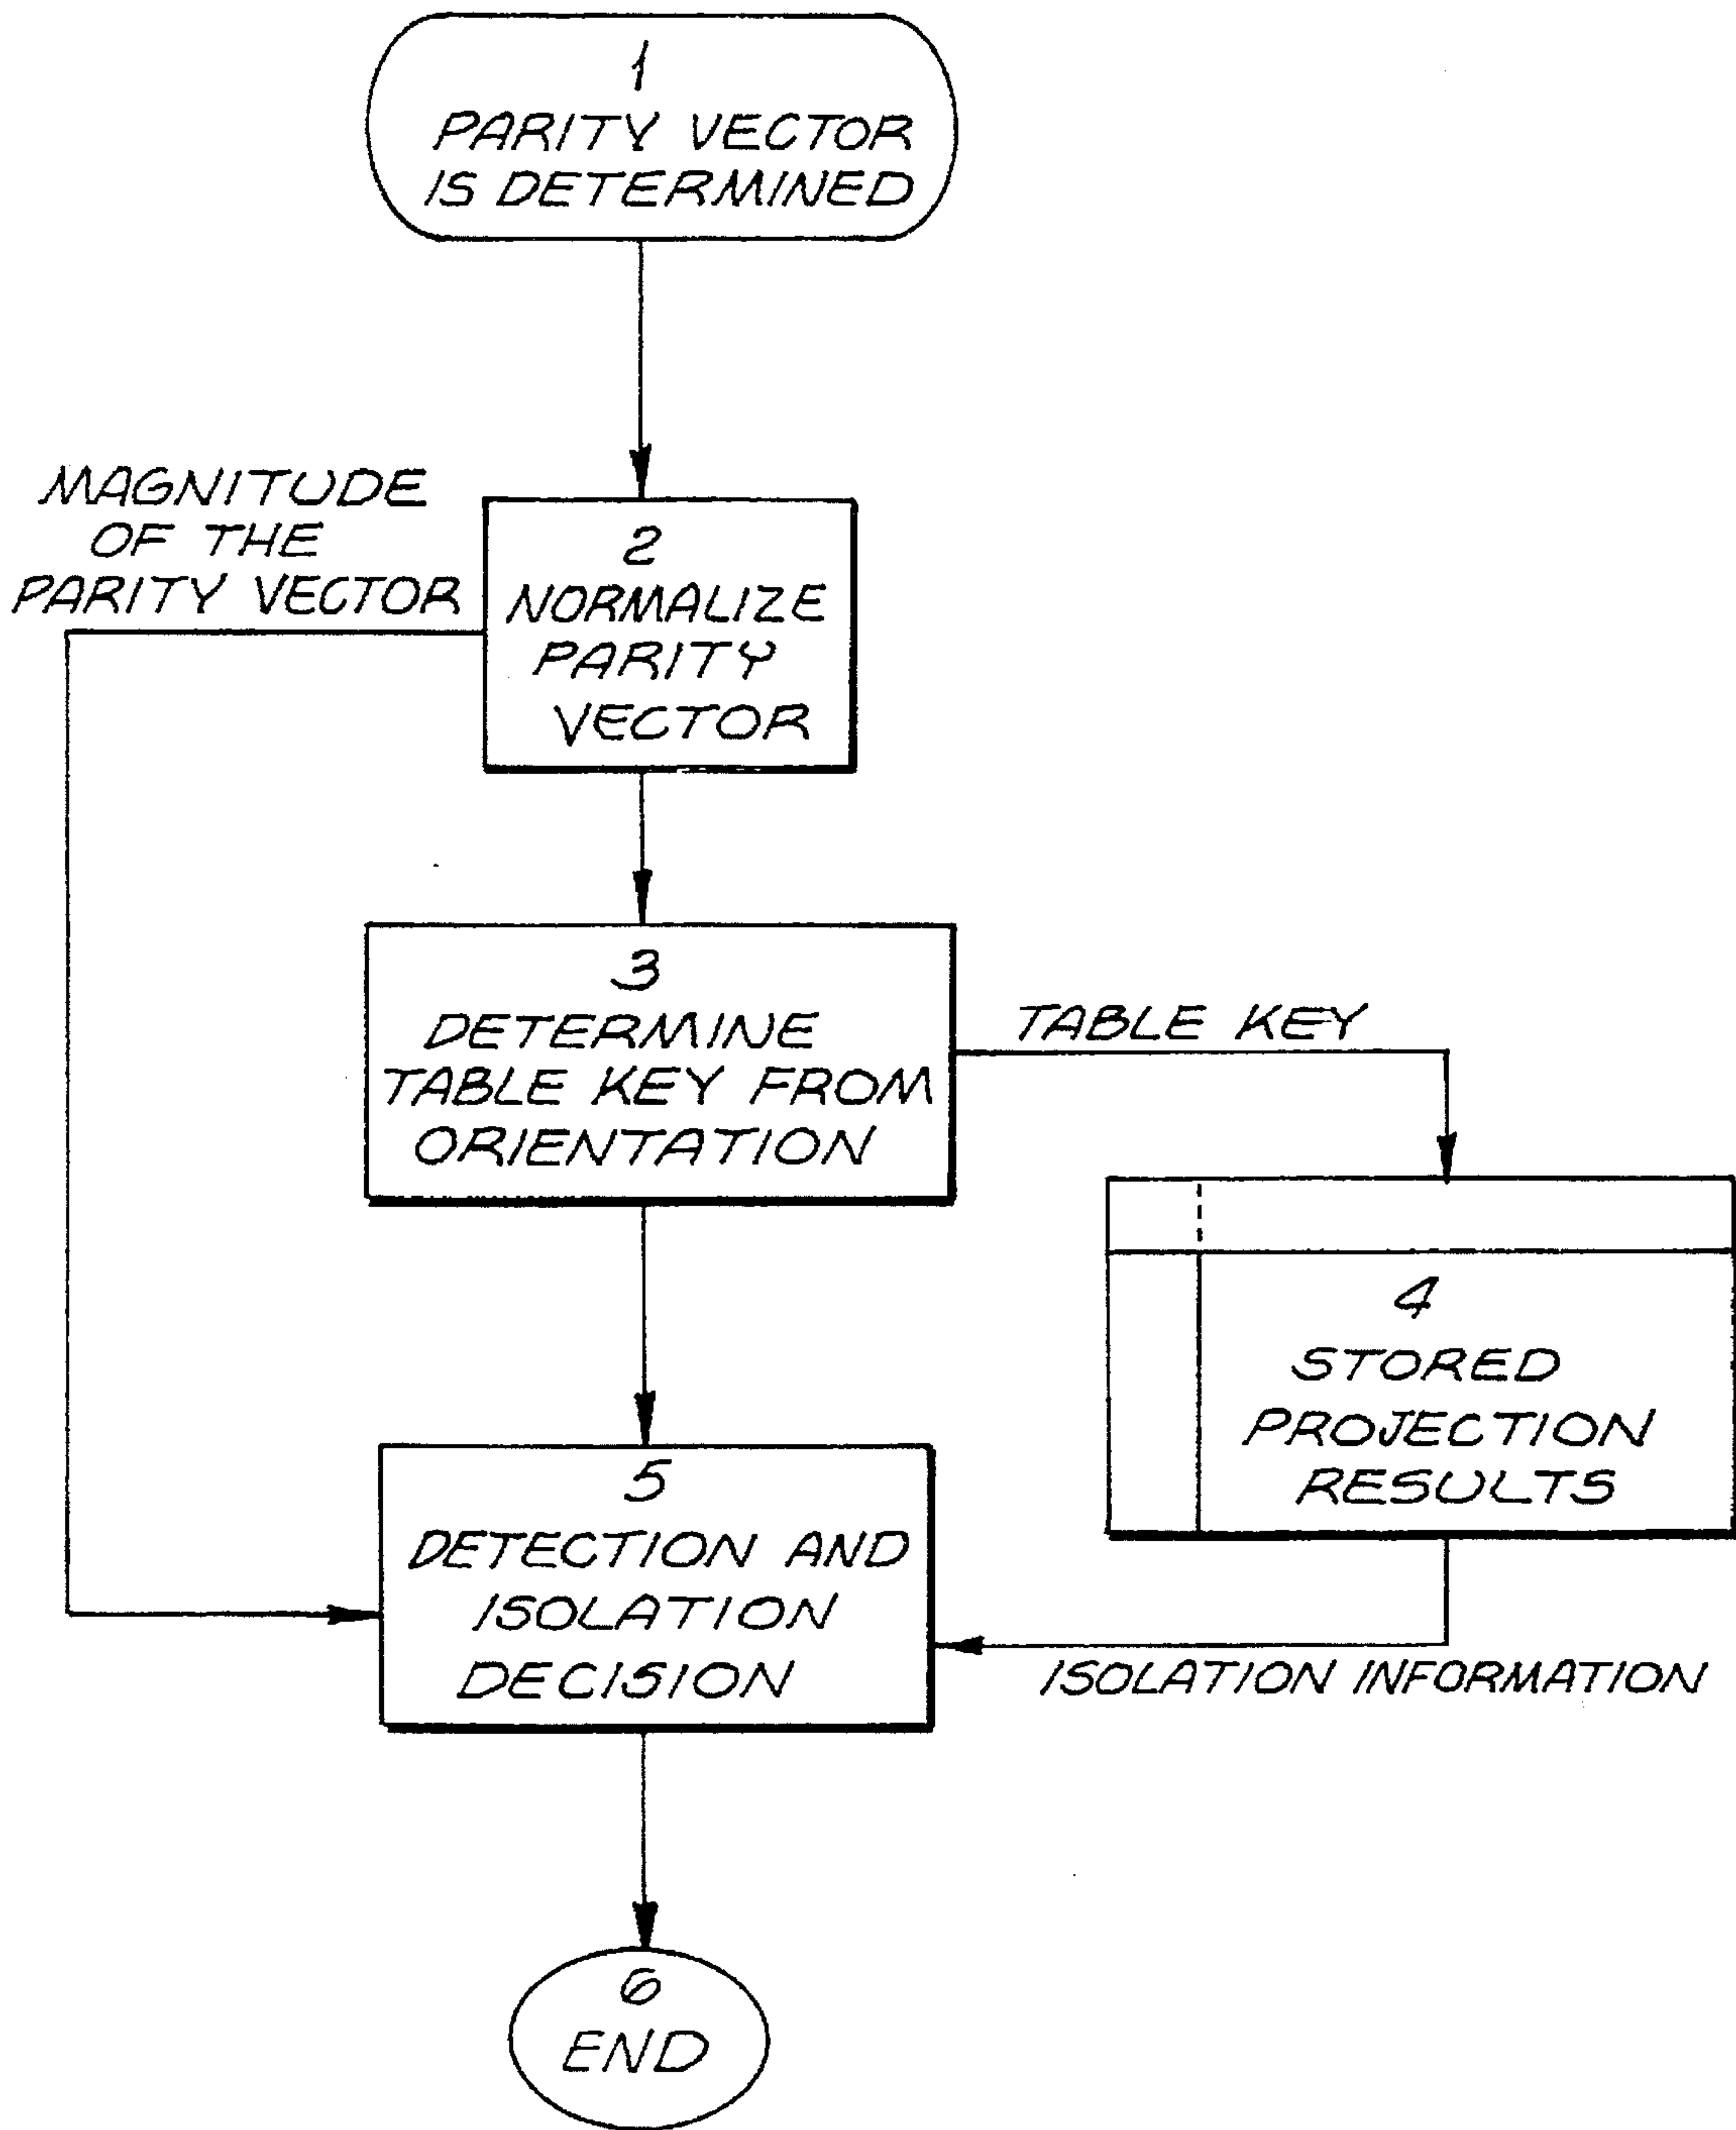 1
PARITY VECTOR
IS DETERMINED
MAGNITUDE
OF THE
PARITY VECTOR
2
NORMALIZE
PARITY
VECTOR
3
DETERMINE
TABLE KEY FROM
ORIENTATION
TABLE KEY
4
STORED
PROJECTION
RESULTS
5
DETECTION AND
ISOLATION
DECISION
ISOLATION INFORMATION
6
END